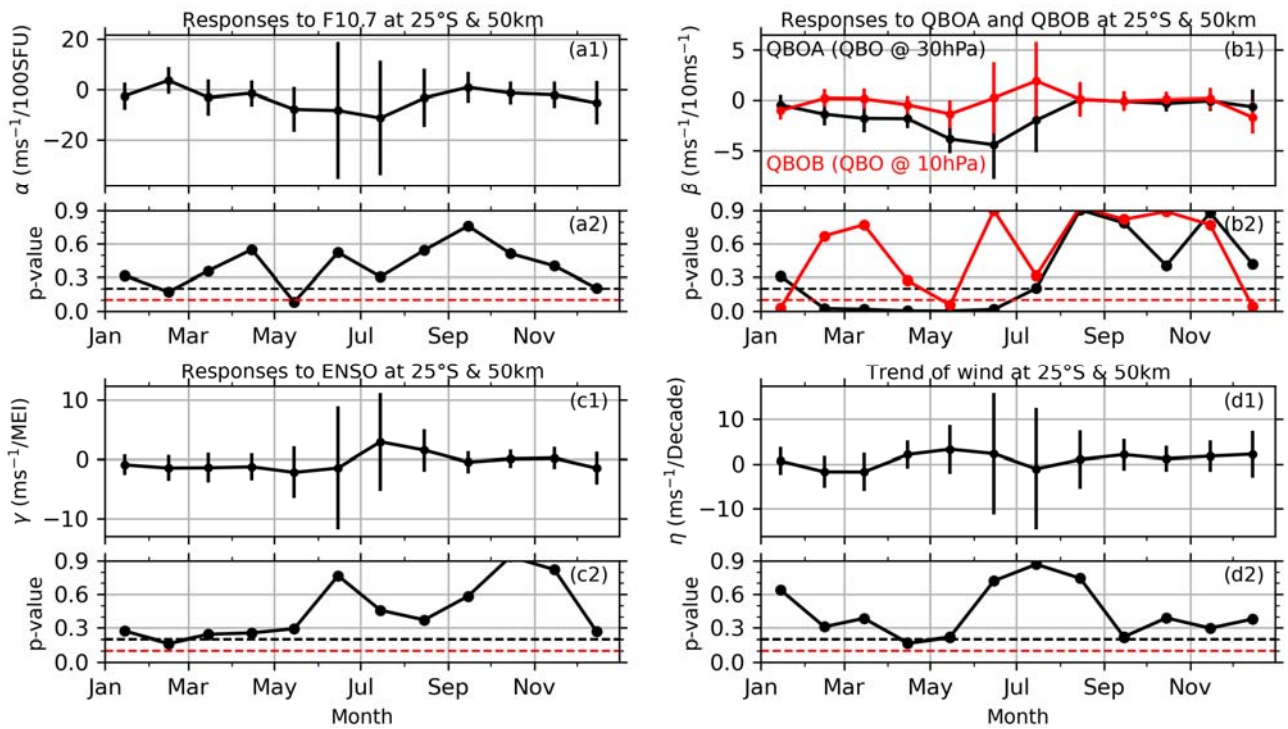 Responses to F10.7 at 25°S & 50km
α (ms⁻¹/100SFU)
20
0
−20
(a1)
p-value
0.9
0.6
0.3
0.0
(a2)
Jan Mar May Jul Sep Nov
Responses to QBOA and QBOB at 25°S & 50km
β (ms⁻¹/10ms⁻¹)
5
0
−5
QBOA (QBO @ 30hPa)
(b1)
QBOB (QBO @ 10hPa)
p-value
0.9
0.6
0.3
0.0
(b2)
Jan Mar May Jul Sep Nov
Responses to ENSO at 25°S & 50km
γ (ms⁻¹/MEI)
10
0
−10
(c1)
p-value
0.9
0.6
0.3
0.0
(c2)
Jan Mar May Jul Sep Nov
Month
Trend of wind at 25°S & 50km
η (ms⁻¹/Decade)
10
0
−10
(d1)
p-value
0.9
0.6
0.3
0.0
(d2)
Jan Mar May Jul Sep Nov
Month